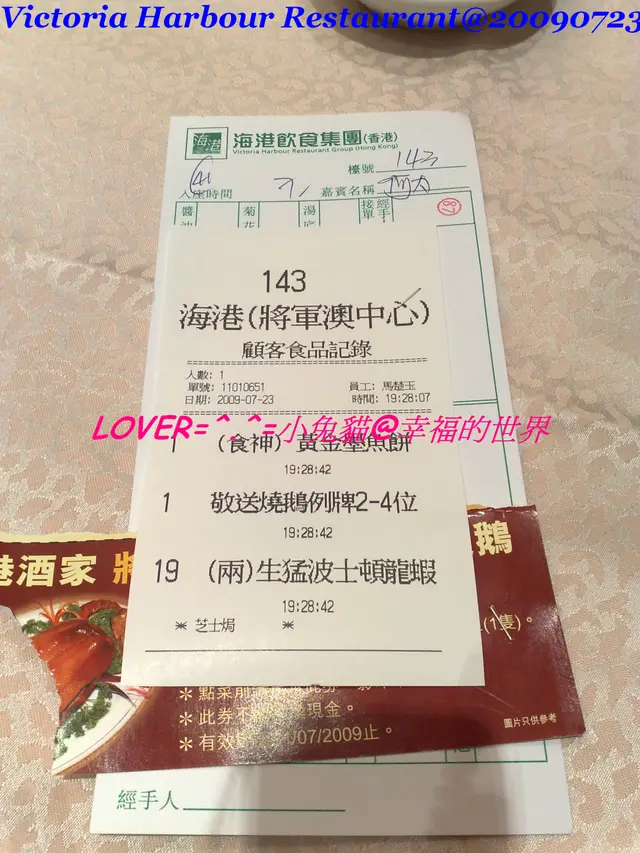 Victoria Harbour Restaurant@20090723
海港
海港飲食集團(香港)
Victoria Harbour Restaurant Group (Hong Kong)
檯號 143
入座時間
嘉賓名稱
醬 菊 湯 接單 經手
143
海港(將軍澳中心)
顧客食品記錄
人數: 1
單號: 11010651 員工: 馬楚玉
日期: 2009-07-23 時間: 19:28:07
LOVER=^.^=小兔貓@幸福的世界
1 (食神) 黃金墨魚餅
19:28:42
1 敬送燒鵝例牌2-4位
19:28:42
19 (兩)生猛波士頓龍蝦
19:28:42
* 芝士焗 *
港酒家
鵝
(1隻)。
*點菜前
*此券不 現金。
*有效 /07/2009止。
圖片只供參考
經手人